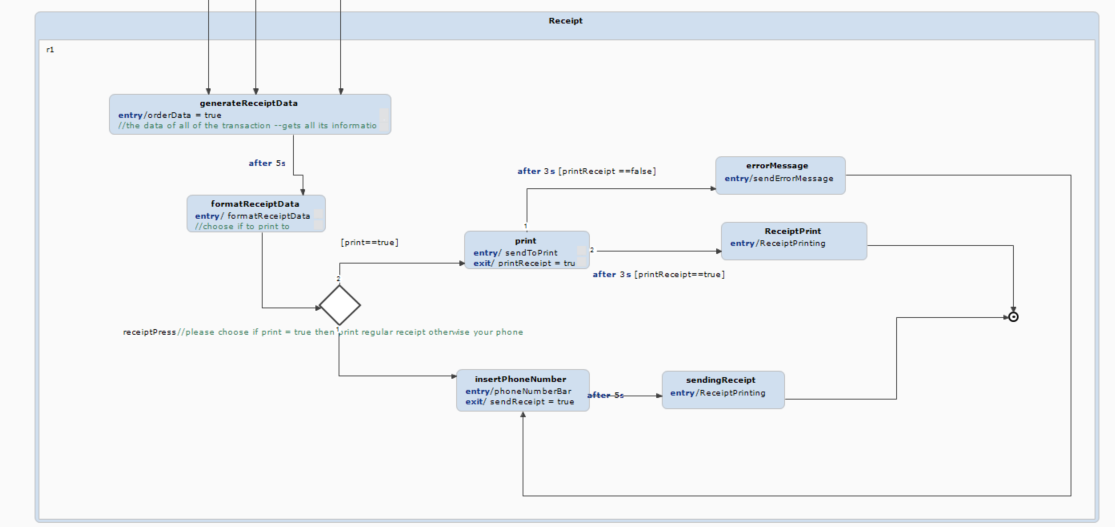 Receipt
r1
generateReceiptData
entry/orderData = true
//the data of all of the transaction --gets all its informatio
after 5s
formatReceiptData
entry/ formatReceiptData
//choose if to print to
[print==true]
2
receiptPress//please choose if print = true then print regular receipt otherwise your phone
1
print
entry/ sendToPrint
exit/ printReceipt = tru
1
after 3s [printReceipt ==false]
2
after 3s [printReceipt==true]
errorMessage
entry/sendErrorMessage
ReceiptPrint
entry/ReceiptPrinting
insertPhoneNumber
entry/phoneNumberBar
exit/ sendReceipt = true
after 5s
sendingReceipt
entry/ReceiptPrinting